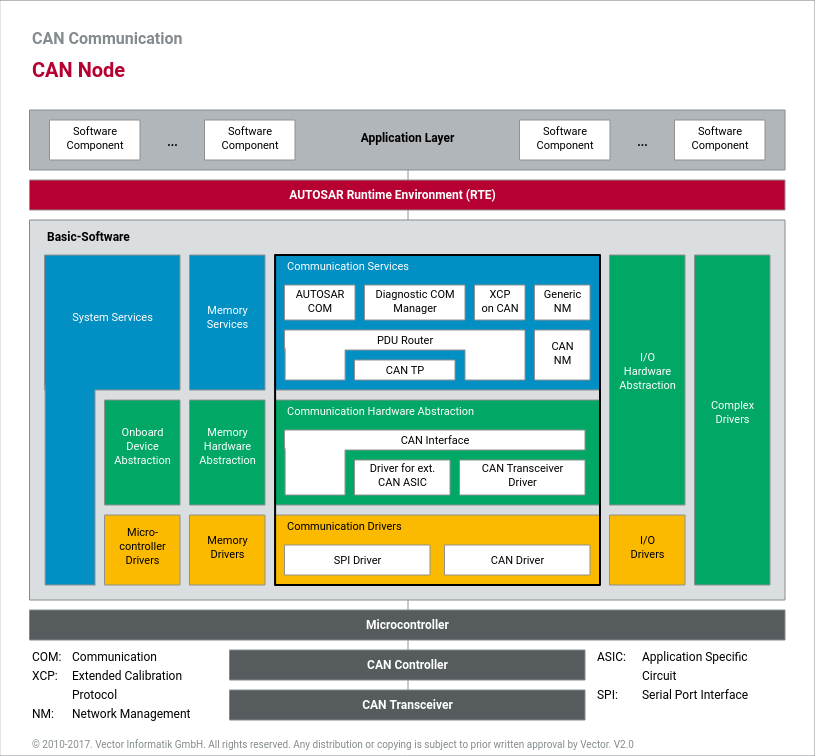 CAN Communication
CAN Node
Software
Component
...
Software
Component
Application Layer
Software
Component
...
Software
Component
AUTOSAR Runtime Environment (RTE)
Basic-Software
System Services
Memory
Services
Communication Services
AUTOSAR
COM
Diagnostic COM
Manager
XCP
on CAN
Generic
NM
PDU Router
CAN TP
CAN
NM
I/O
Hardware
Abstraction
Complex
Drivers
Onboard
Device
Abstraction
Memory
Hardware
Abstraction
Communication Hardware Abstraction
CAN Interface
Driver for ext.
CAN ASIC
CAN Transceiver
Driver
Micro-
controller
Drivers
Memory
Drivers
Communication Drivers
SPI Driver
CAN Driver
I/O
Drivers
Microcontroller
CAN Controller
CAN Transceiver
COM: Communication
XCP: Extended Calibration
Protocol
NM: Network Management
ASIC: Application Specific
Circuit
SPI: Serial Port Interface
© 2010-2017. Vector Informatik GmbH. All rights reserved. Any distribution or copying is subject to prior written approval by Vector. V2.0